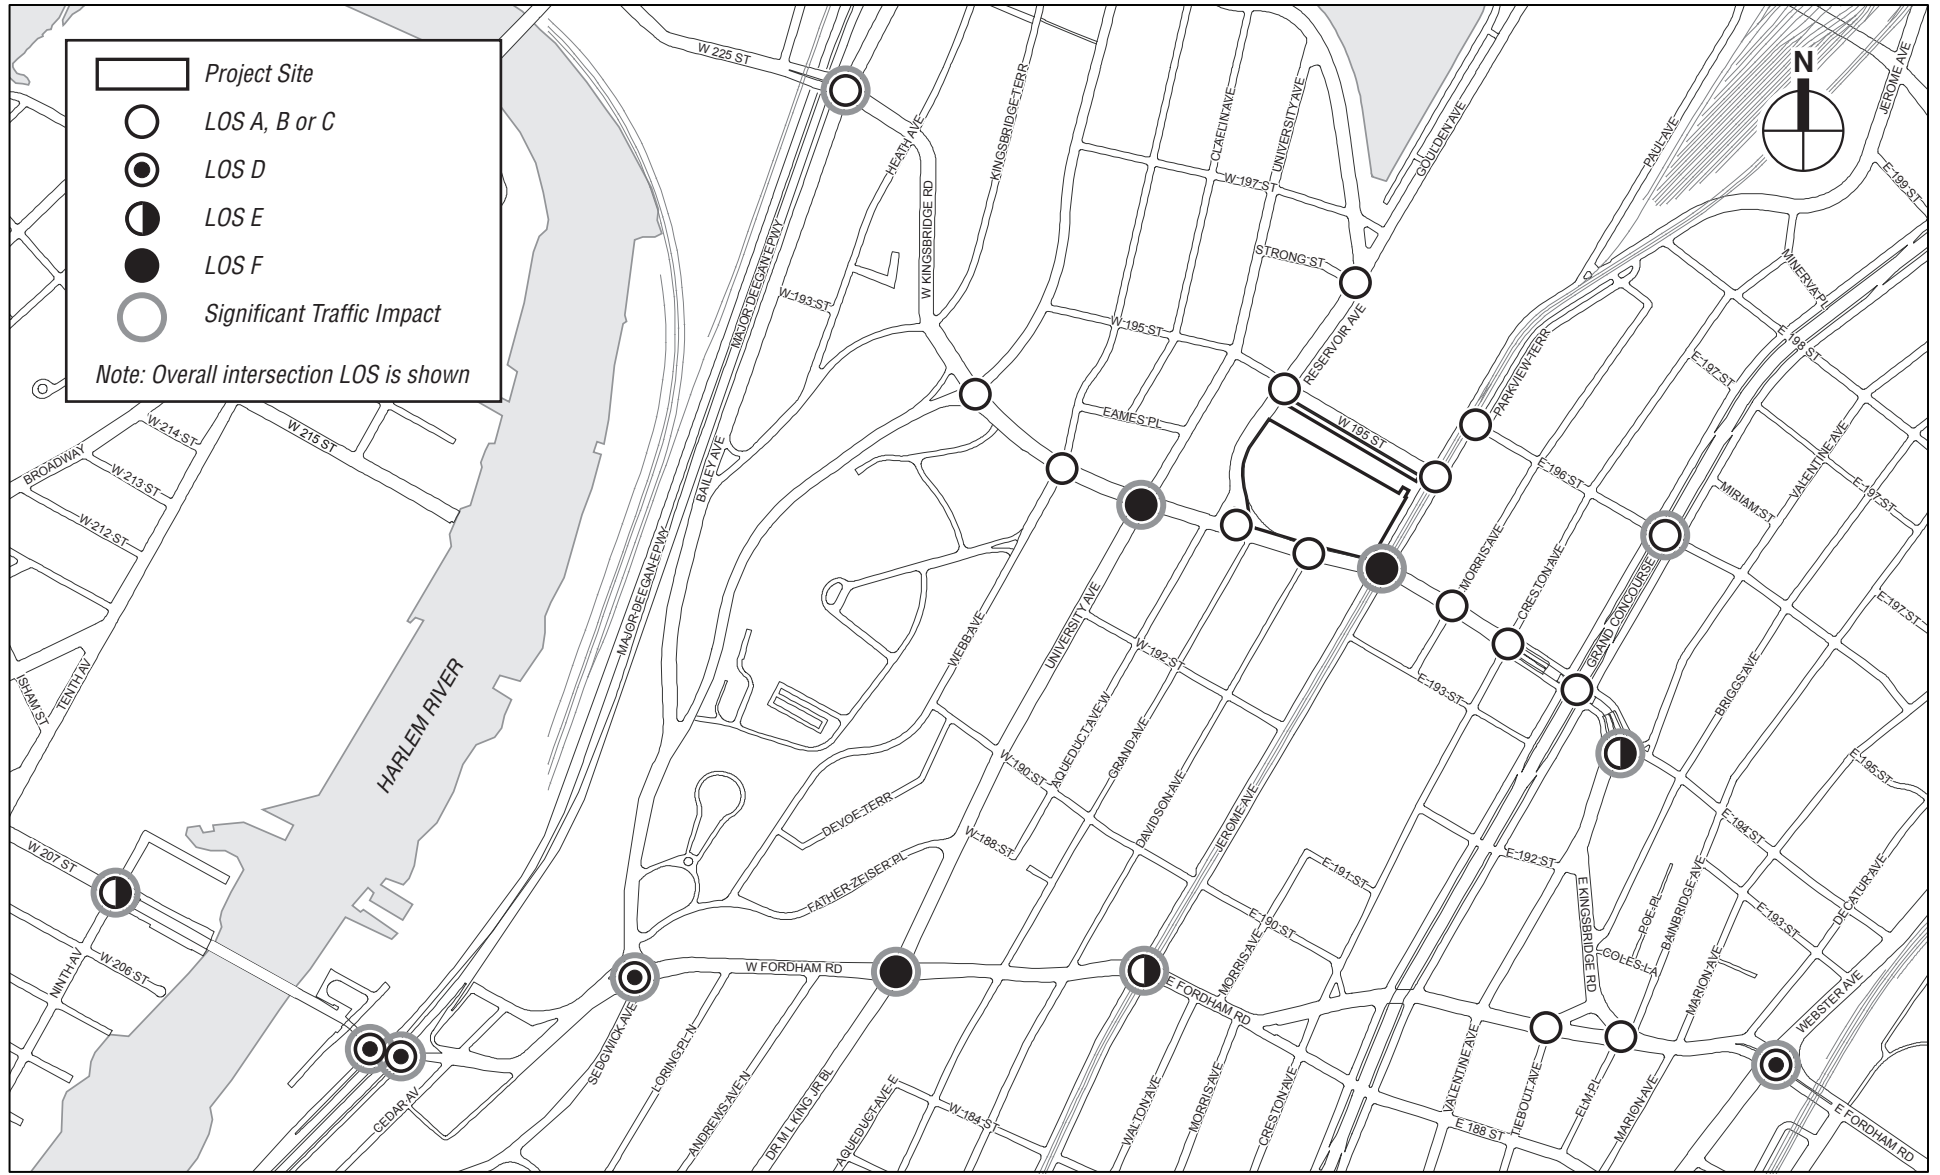 Project Site
LOS A, B or C
LOS D
LOS E
LOS F
Significant Traffic Impact
Note: Overall intersection LOS is shown
N
W 225 ST
HEATH AVE
KINGSBRIDGE TERR
W KINGSBRIDGE RD
CLAFLIN AVE
UNIVERSITY AVE
W 197 ST
GOULDEN AVE
PAUL AVE
JEROME AVE
E 199 ST
STRONG ST
MINERVA PL
MAJOR DEEGAN EPWY
W 193 ST
W 195 ST
RESERVOIR AVE
E 198 ST
PARKVIEW TERR
E 197 ST
EAMES PL
W 195 ST
VALENTINE AVE
W 214 ST
W 215 ST
BROADWAY
W 213 ST
W 212 ST
BAILEY AVE
E 196 ST
MIRIAM ST
E 197 ST
MAJOR DEEGAN EPWY
MORRIS AVE
CRESTON AVE
GRAND CONCOURSE
E 197 ST
WEBB AVE
UNIVERSITY AVE
W 192 ST
E 193 ST
BRIGGS AVE
ISHAM ST
TENTH AV
HARLEM RIVER
AQUEDUCT AVE W
GRAND AVE
W 190 ST
DAVIDSON AVE
JEROME AVE
E 195 ST
DEVOE TERR
W 188 ST
E 194 ST
W 207 ST
FATHER ZEISER PL
E 191 ST
E 192 ST
E KINGSBRIDGE RD
POE PL
BAINBRIDGE AVE
DECATUR AVE
E 190 ST
MORRIS AVE
E 193 ST
COLES LA
NINTH AV
W 206 ST
W FORDHAM RD
E FORDHAM RD
MARION AVE
WEBSTER AVE
SEDGWICK AVE
LORING PL N
ANDREWS AVE N
DR M L KING JR BL
AQUEDUCT AVE E
CEDAR AV
W 184 ST
WALTON AVE
MORRIS AVE
CRESTON AVE
VALENTINE AVE
TIEBOUT AVE
ELM PL
MARION AVE
E 188 ST
E FORDHAM RD